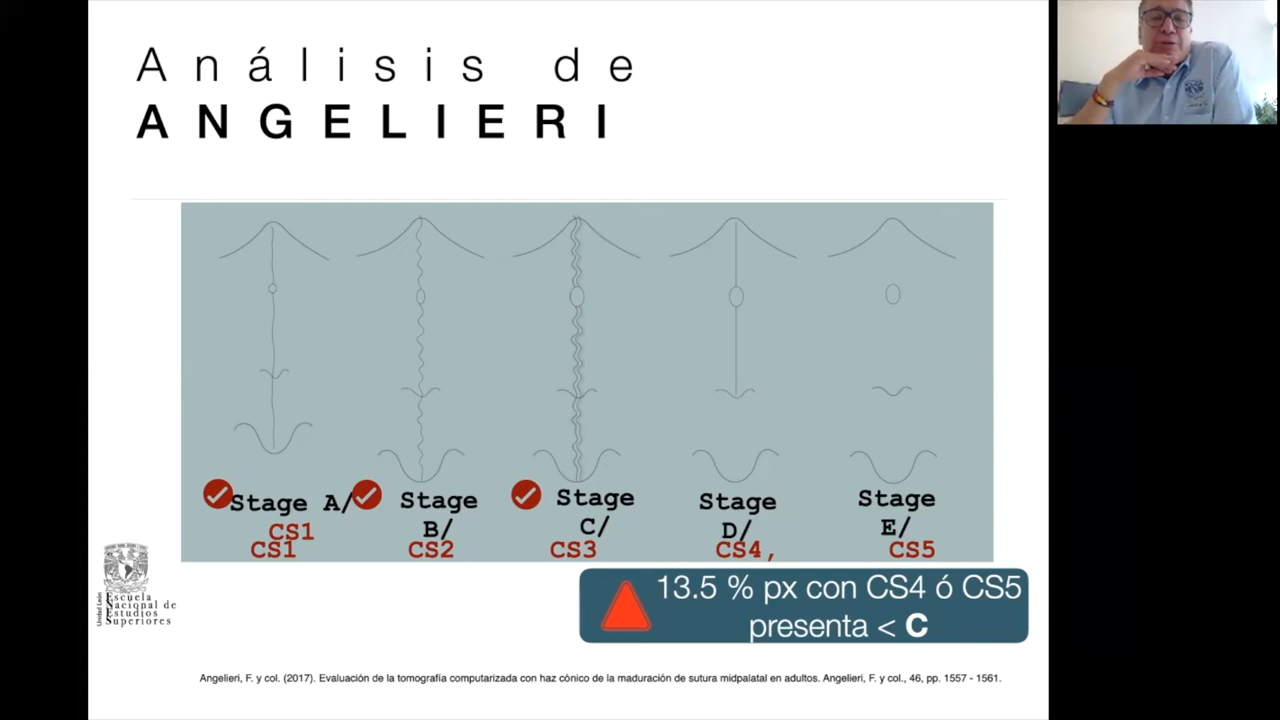 Análisis de
ANGELIERI
Stage A/
CS1
CS1
Stage
B/
CS2
Stage
C/
CS3
Stage
D/
CS4,
Stage
E/
CS5
13.5 % px con CS4 ó CS5
presenta < C
Unidad León
Escuela
Nacional de
Estudios
Superiores
Angelieri, F. y col. (2017). Evaluación de la tomografía computarizada con haz cónico de la maduración de sutura midpalatal en adultos. Angelieri, F. y col., 46, pp. 1557 - 1561.